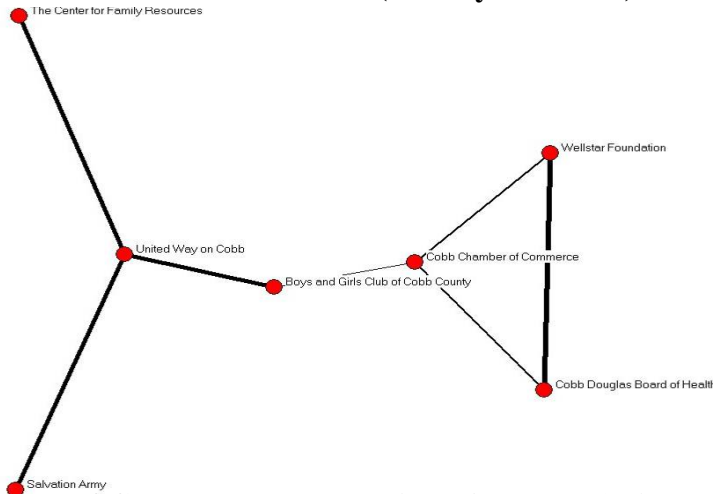 The Center for Family Resources
Wellstar Foundation
United Way on Cobb
Cobb Chamber of Commerce
Boys and Girls Club of Cobb County
Cobb Douglas Board of Health
Salvation Army